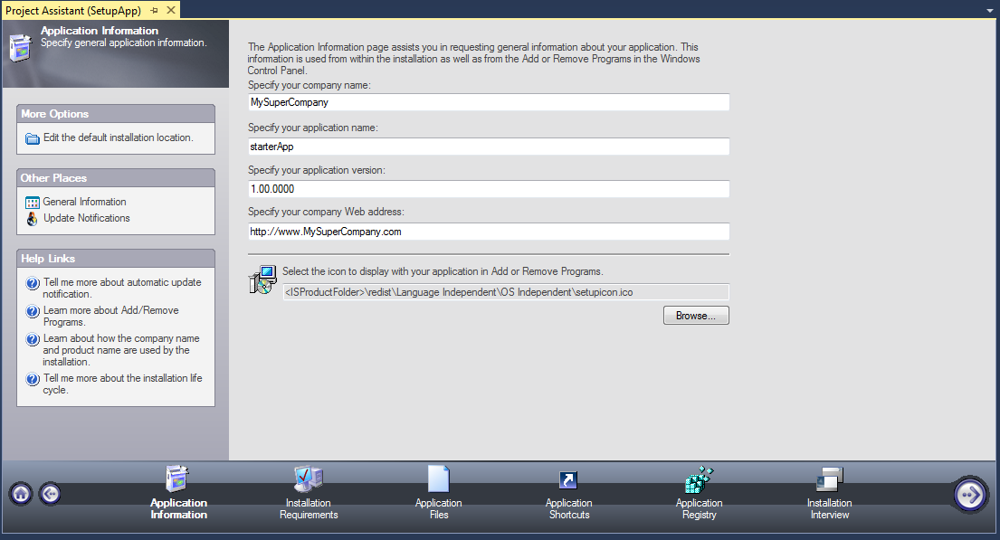 Project Assistant (SetupApp)
Application Information
Specify general application information.
More Options
Edit the default installation location.
Other Places
General Information
Update Notifications
Help Links
Tell me more about automatic update
notification.
Learn more about Add/Remove
Programs.
Learn about how the company name
and product name are used by the
installation.
Tell me more about the installation life
cycle.
The Application Information page assists you in requesting general information about your application. This
information is used from within the installation as well as from the Add or Remove Programs in the Windows
Control Panel.
Specify your company name:
MySuperCompany
Specify your application name:
starterApp
Specify your application version:
1.00.0000
Specify your company Web address:
http://www.MySuperCompany.com
Select the icon to display with your application in Add or Remove Programs.
<ISProductFolder>\redist\Language Independent\OS Independent\setupicon.ico
Browse...
Application
Information
Installation
Requirements
Application
Files
Application
Shortcuts
Application
Registry
Installation
Interview